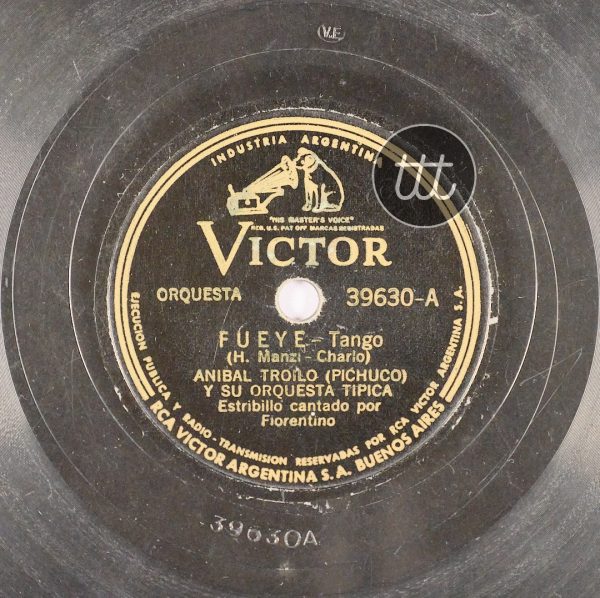 V.E
INDUSTRIA ARGENTINA
ttt
"HIS MASTER'S VOICE"
REG. U.S. PAT OFF MARCAS REGISTRADAS
VICTOR
ORQUESTA
39630-A
FUEYE - Tango
(H. Manzi - Charlo)
ANIBAL TROILO (PICHUCO)
Y SU ORQUESTA TIPICA
Estribillo cantado por
Fiorentino
EJECUCION PUBLICA Y RADIO-TRANSMISION RESERVADAS POR RCA VICTOR ARGENTINA S.A.
RCA VICTOR ARGENTINA S.A. BUENOS AIRES
39630A